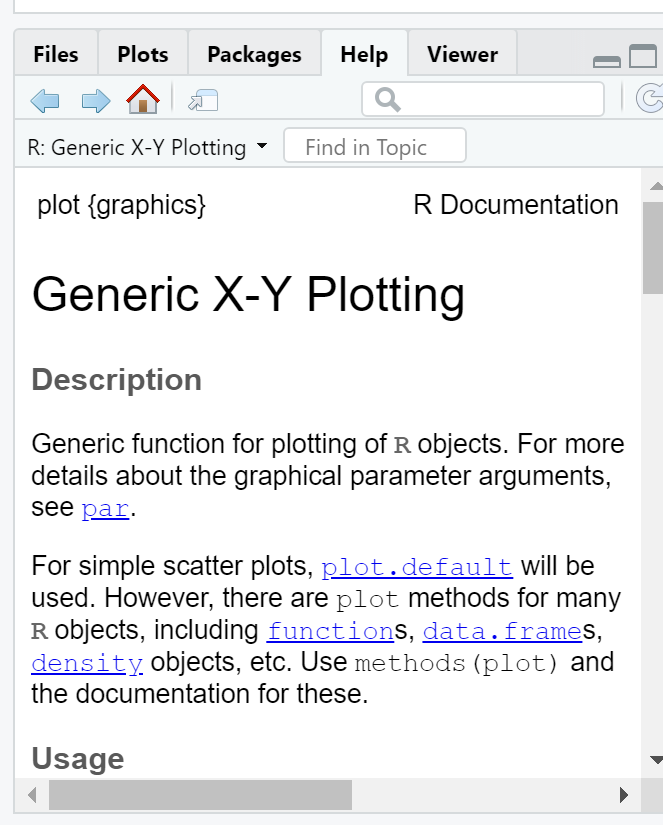 Files Plots Packages Help Viewer
R: Generic X-Y Plotting Find in Topic
plot {graphics} R Documentation
Generic X-Y Plotting
Description
Generic function for plotting of R objects. For more
details about the graphical parameter arguments,
see par.
For simple scatter plots, plot.default will be
used. However, there are plot methods for many
R objects, including functions, data.frames,
density objects, etc. Use methods(plot) and
the documentation for these.
Usage